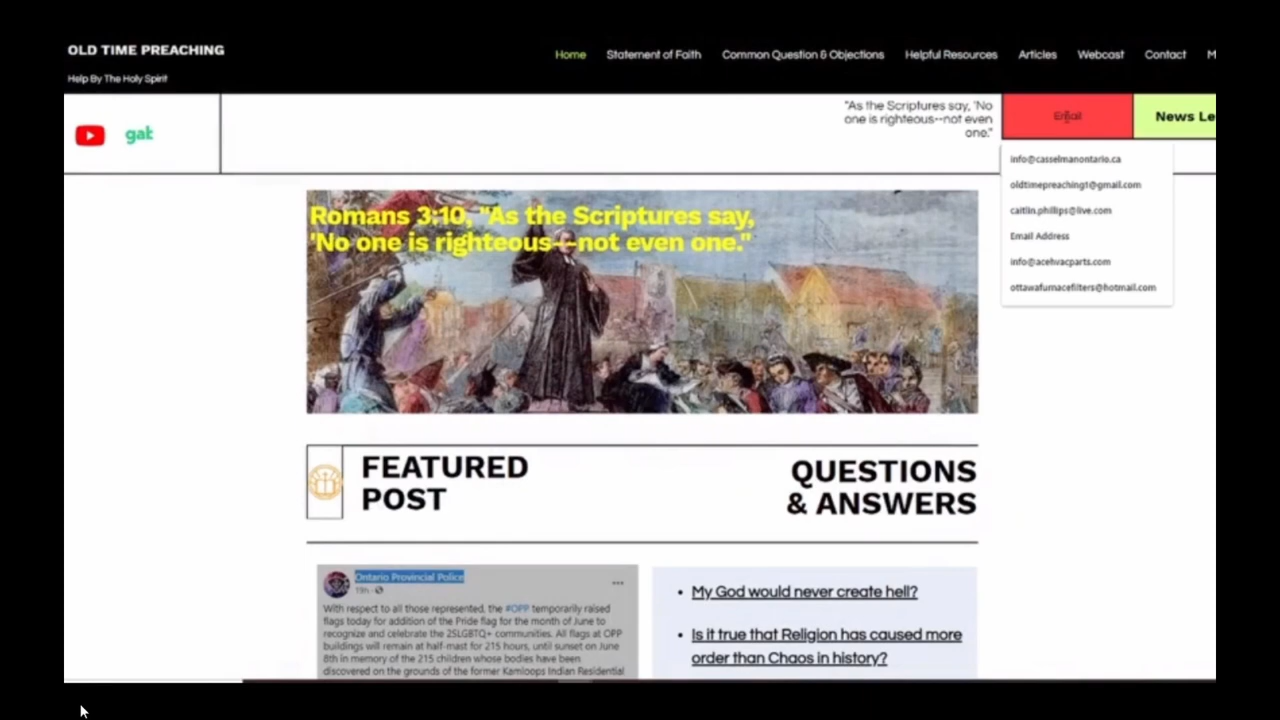 OLD TIME PREACHING
Help By The Holy Spirit
Home Statement of Faith Common Question & Objections Helpful Resources Articles Webcast Contact M
gab
"As the Scriptures say, 'No
one is righteous--not even
one."
Email
News Le
info@casselmanontario.ca
oldtimepreaching1@gmail.com
caitlin.phillips@live.com
Email Address
info@acehvacparts.com
ottawafurnacefilters@hotmail.com
Romans 3:10, "As the Scriptures say,
'No one is righteous--not even one."
FEATURED
POST
QUESTIONS
& ANSWERS
Ontario Provincial Police
19h
With respect to all those represented, the #OPP temporarily raised
flags today for addition of the Pride flag for the month of June to
recognize and celebrate the 2SLGBTQ+ communities. All flags at OPP
buildings will remain at half-mast for 215 hours, until sunset on June
8th in memory of the 215 children whose bodies have been
discovered on the grounds of the former Kamloops Indian Residential
• My God would never create hell?
• Is it true that Religion has caused more
order than Chaos in history?